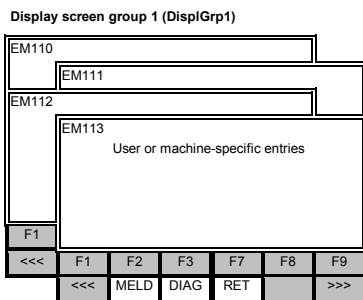 Display screen group 1 (DisplGrp1)
EM110
EM111
EM112
EM113
User or machine-specific entries
F1
<<< F1 F2 F3 F7 F8 F9
<<< MELD DIAG RET >>>